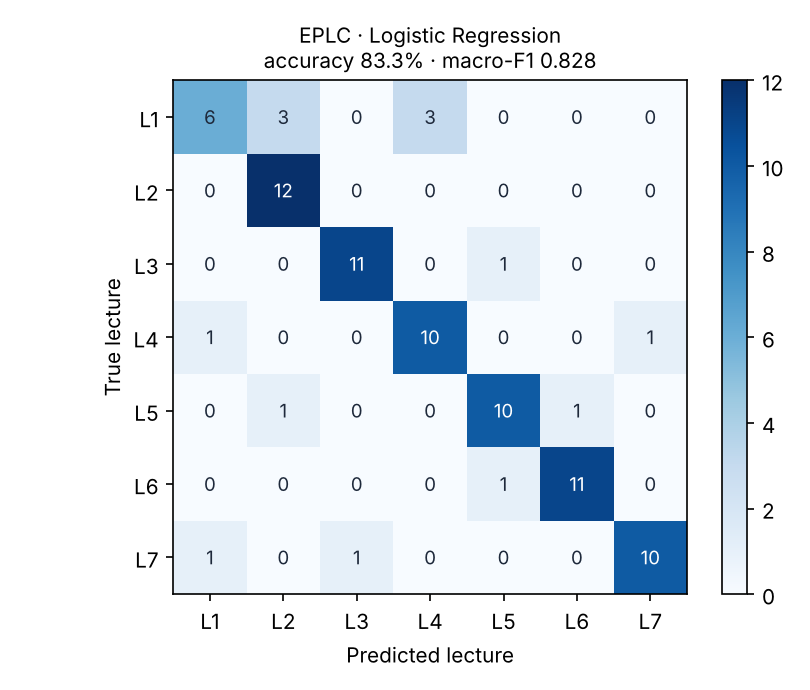 EPLC · Logistic Regression
accuracy 83.3% · macro-F1 0.828
L1 6 3 0 3 0 0 0
L2 0 12 0 0 0 0 0
L3 0 0 11 0 1 0 0
L4 1 0 0 10 0 0 1
L5 0 1 0 0 10 1 0
L6 0 0 0 0 1 11 0
L7 1 0 1 0 0 0 10
L1 L2 L3 L4 L5 L6 L7
Predicted lecture
True lecture
12
10
8
6
4
2
0